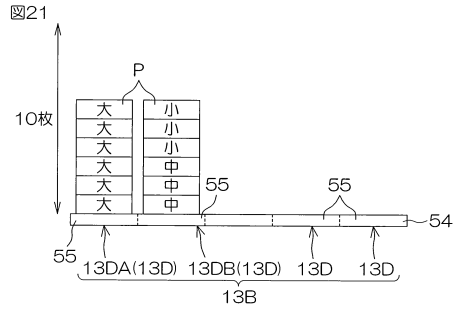 図21
P
10枚
大 小
大 小
大 小
大 中
大 中
大 中
55 55
54
55
13DA(13D) 13DB(13D) 13D 13D
13B